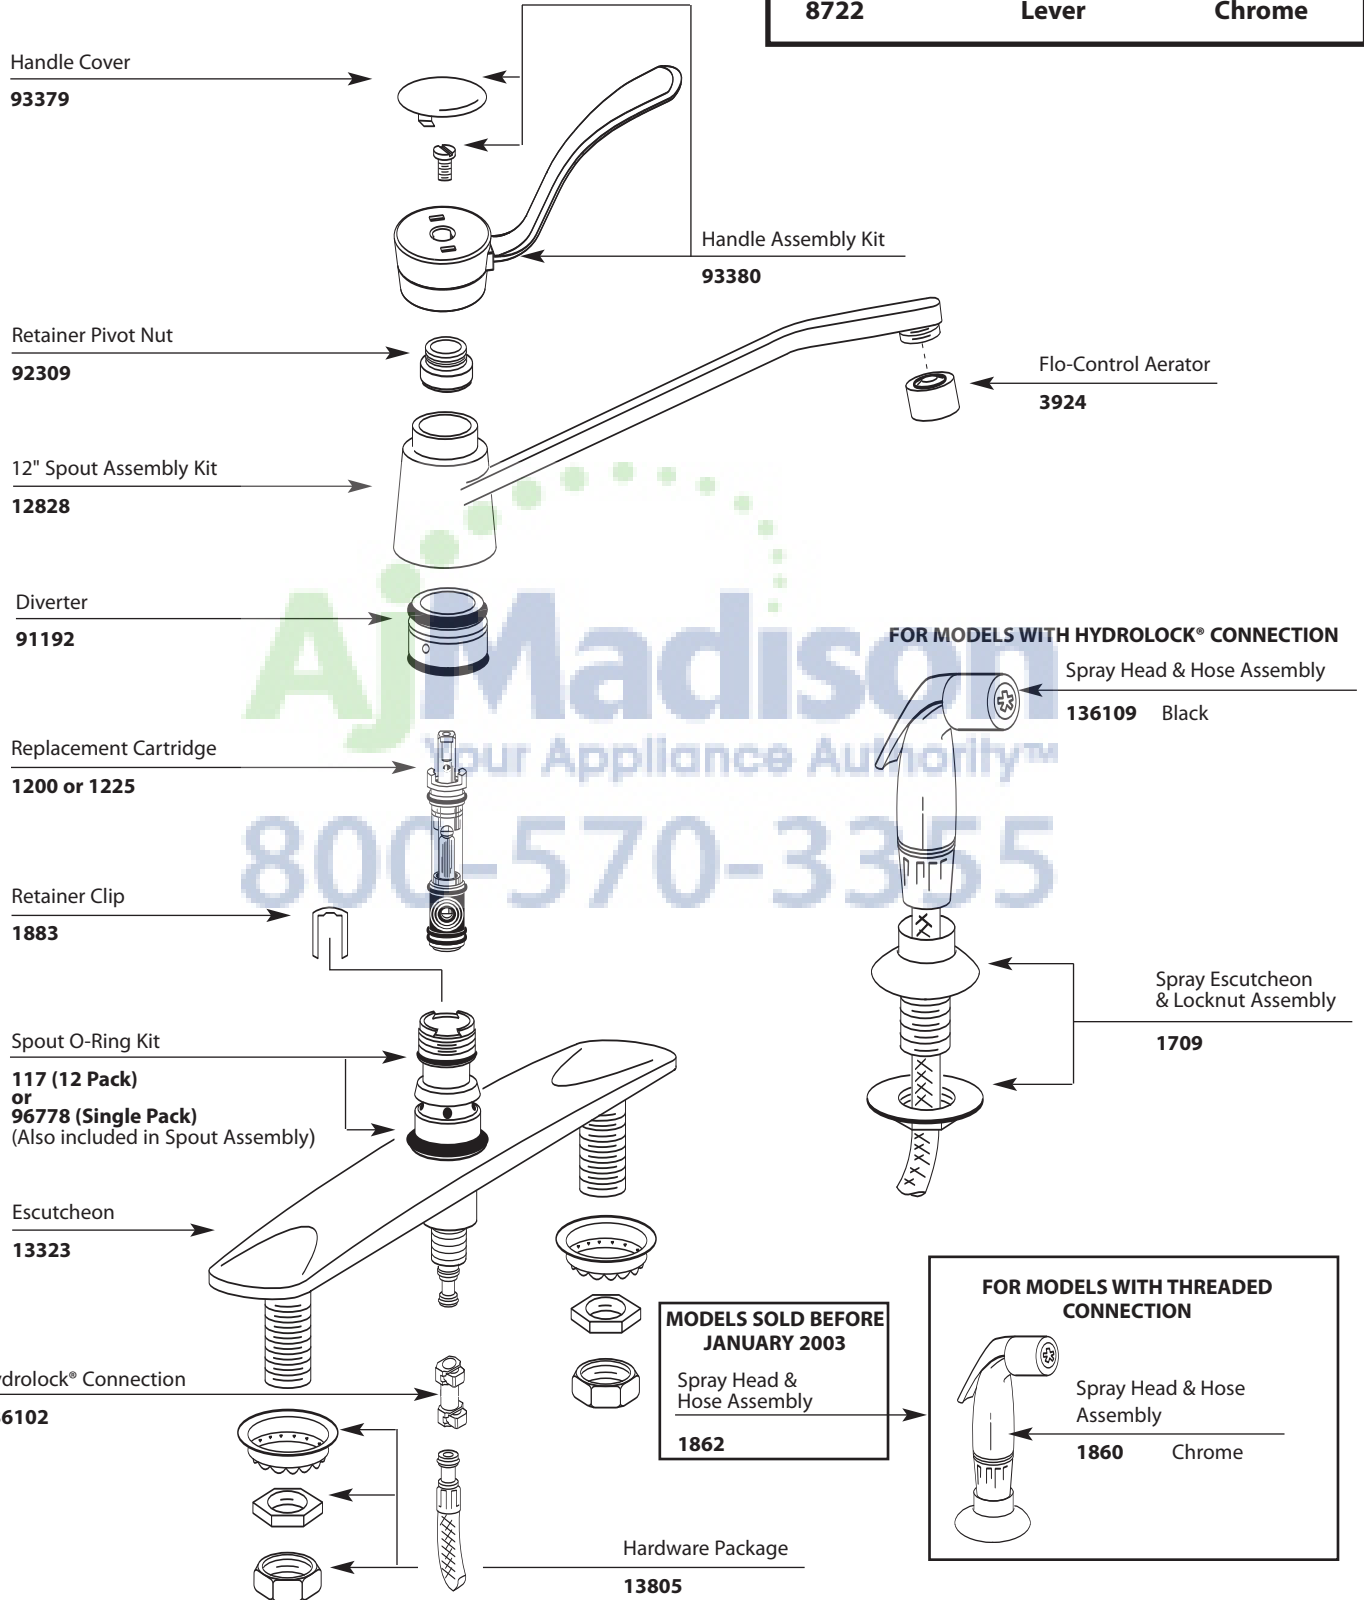 8722 Lever Chrome
Handle Cover
93379
Handle Assembly Kit
93380
Retainer Pivot Nut
92309
Flo-Control Aerator
3924
12" Spout Assembly Kit
12828
Diverter
91192
AjMadison
Your Appliance Authority™
800-570-3355
FOR MODELS WITH HYDROLOCK® CONNECTION
Spray Head & Hose Assembly
136109 Black
Replacement Cartridge
1200 or 1225
Retainer Clip
1883
Spray Escutcheon
& Locknut Assembly
1709
Spout O-Ring Kit
117 (12 Pack)
or
96778 (Single Pack)
(Also included in Spout Assembly)
Escutcheon
13323
ydrolock® Connection
6102
MODELS SOLD BEFORE
JANUARY 2003
Spray Head &
Hose Assembly
1862
FOR MODELS WITH THREADED
CONNECTION
Spray Head & Hose
Assembly
1860 Chrome
Hardware Package
13805